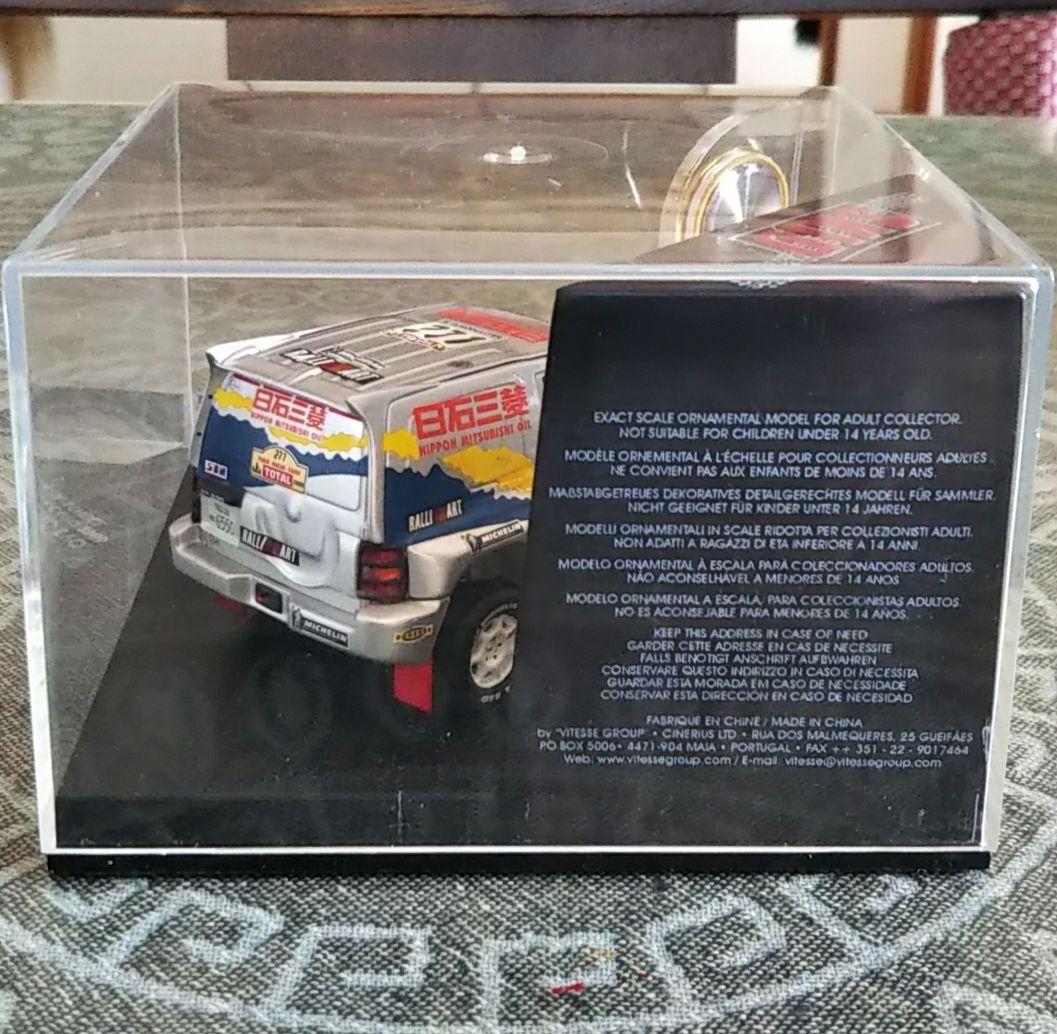 211
RALLIART
日石三菱
NIPPON MITSUBISHI OIL
日石三菱
NIPPON MITSUBISHI OIL
211
TOTAL
RALLIART
RALLIART
MICHELIN
MICHELIN
EXACT SCALE ORNAMENTAL MODEL FOR ADULT COLLECTOR.
NOT SUITABLE FOR CHILDREN UNDER 14 YEARS OLD.
MODÈLE ORNEMENTAL À L'ÉCHELLE POUR COLLECTIONNEURS ADULTES
NE CONVIENT PAS AUX ENFANTS DE MOINS DE 14 ANS.
MAßSTABGETREUES DEKORATIVES DETAILGERECHTES MODELL FÜR SAMMLER.
NICHT GEEIGNET FÜR KINDER UNTER 14 JAHREN.
MODELLI ORNAMENTALI IN SCALE RIDOTTA PER COLLEZIONISTI ADULTI.
NON ADATTI A RAGAZZI DI ETA INFERIORE A 14 ANNI.
MODELO ORNAMENTAL À ESCALA PARA COLECCIONADORES ADULTOS.
NÃO ACONSELHÁVEL A MENORES DE 14 ANOS
MODELO ORNAMENTAL A ESCALA, PARA COLECCIONISTAS ADULTOS.
NO ES ACONSEJABLE PARA MENORES DE 14 AÑOS.
KEEP THIS ADDRESS IN CASE OF NEED
GARDER CETTE ADRESSE EN CAS DE NECESSITE
FALLS BENÖTIGT ANSCHRIFT AUFBWAHREN
CONSERVARE QUESTO INDIRIZZO IN CASO DI NECESSITA
GUARDAR ESTA MORADA EM CASO DE NECESSIDADE
CONSERVAR ESTA DIRECCIÓN EN CASO DE NECESIDAD
FABRIQUÉ EN CHINE / MADE IN CHINA
by "VITESSE GROUP" • CINERIUS LTD • RUA DOS MALMEQUERES, 25 GUEIFÃES
PO.BOX 5006 • 4471-904 MAIA • PORTUGAL • FAX ++ 351 - 22 - 9017464
Web: www.vitessegroup.com / E-mail: vitesse@vitessegroup.com